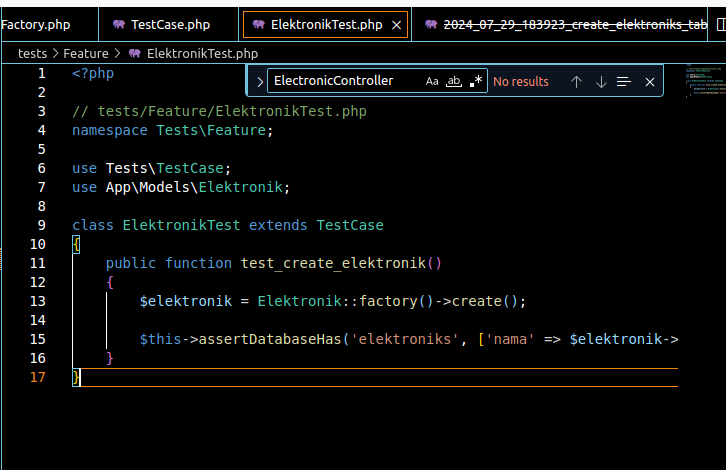 Factory.php
TestCase.php
ElektronikTest.php
2024_07_29_183923_create_elektroniks_tab
tests > Feature > ElektronikTest.php
ElectronicController Aa ab .* No results
1 <?php
2
3 // tests/Feature/ElektronikTest.php
4 namespace Tests\Feature;
5
6 use Tests\TestCase;
7 use App\Models\Elektronik;
8
9 class ElektronikTest extends TestCase
10 {
11 public function test_create_elektronik()
12 {
13 $elektronik = Elektronik::factory()->create();
14
15 $this->assertDatabaseHas('elektroniks', ['nama' => $elektronik->
16 }
17 }